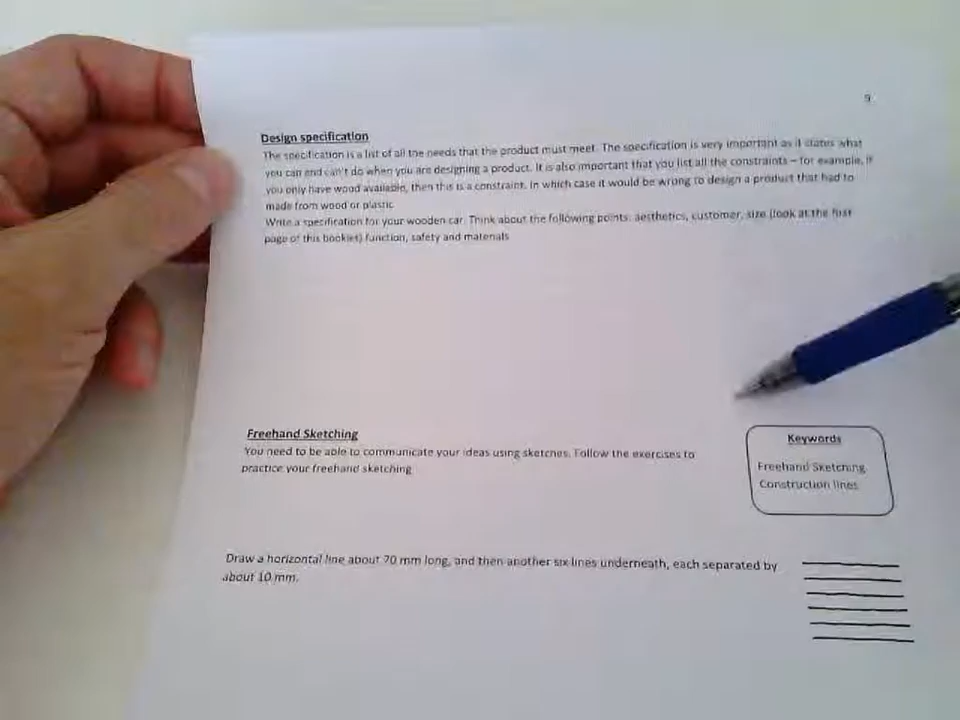 9
Design specification
The specification is a list of all the needs that the product must meet. The specification is very important as it states what
you can and can't do when you are designing a product. It is also important that you list all the constraints – for example, if
you only have wood available, then this is a constraint. In which case it would be wrong to design a product that had to
made from wood or plastic
Write a specification for your wooden car. Think about the following points: aesthetics, customer, size (look at the first
page of this booklet) function, safety and materials
Freehand Sketching
You need to be able to communicate your ideas using sketches. Follow the exercises to
practice your freehand sketching
Keywords
Freehand Sketching
Construction lines
Draw a horizontal line about 70 mm long, and then another six lines underneath, each separated by
about 10 mm.